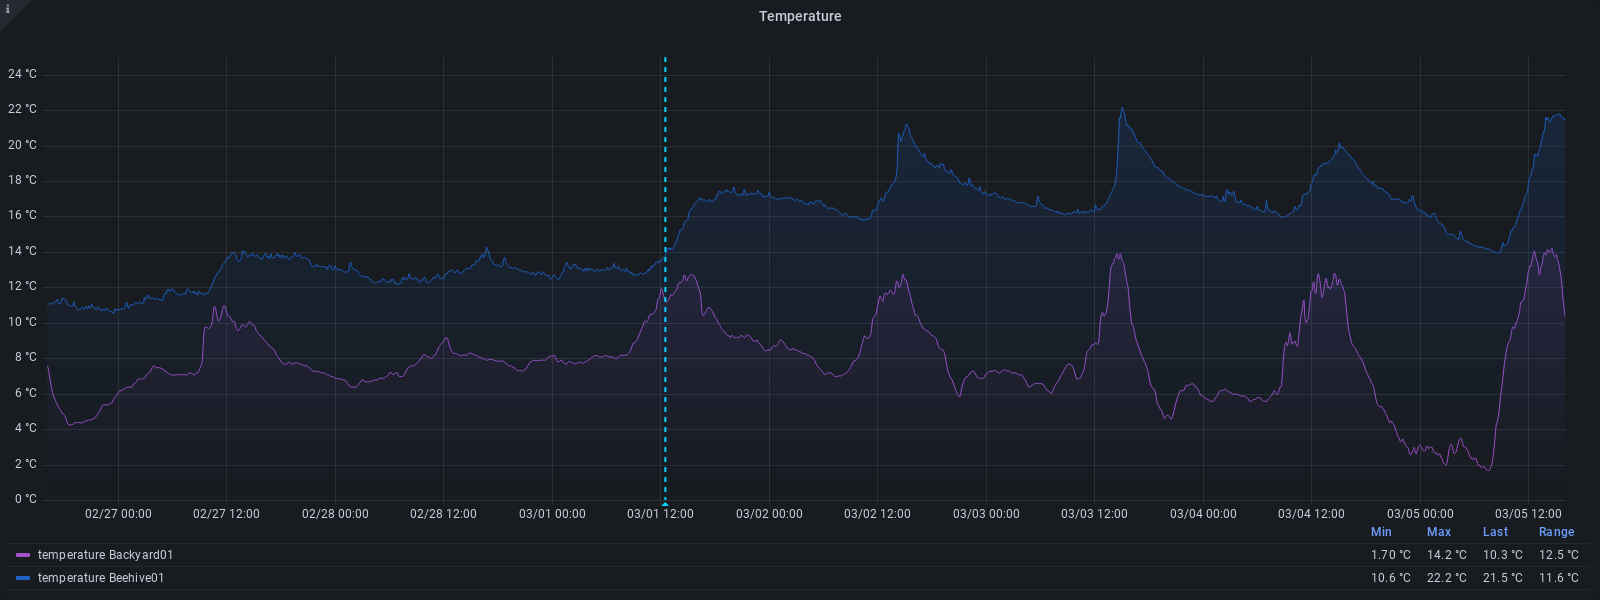 i
Temperature
24 °C
22 °C
20 °C
18 °C
16 °C
14 °C
12 °C
10 °C
8 °C
6 °C
4 °C
2 °C
0 °C
02/27 00:00 02/27 12:00 02/28 00:00 02/28 12:00 03/01 00:00 03/01 12:00 03/02 00:00 03/02 12:00 03/03 00:00 03/03 12:00 03/04 00:00 03/04 12:00 03/05 00:00 03/05 12:00
Min Max Last Range
temperature Backyard01 1.70 °C 14.2 °C 10.3 °C 12.5 °C
temperature Beehive01 10.6 °C 22.2 °C 21.5 °C 11.6 °C